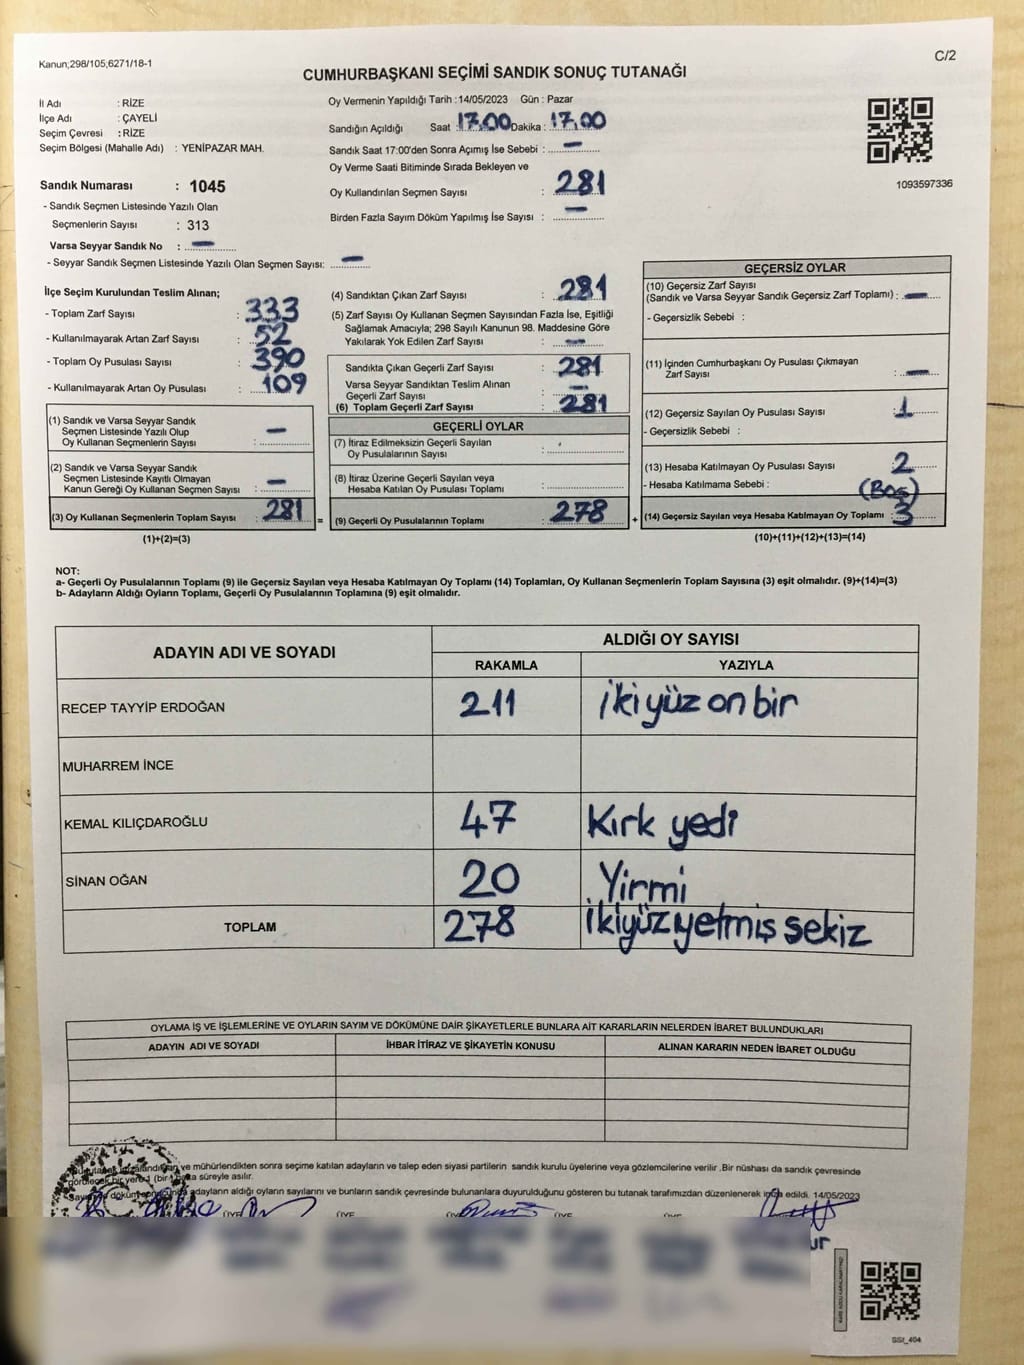 Kanun;298/105,6271/18-1
C/2
CUMHURBAŞKANI SEÇİMİ SANDIK SONUÇ TUTANAĞI
İl Adı : RİZE
İlçe Adı : ÇAYELİ
Seçim Çevresi : RİZE
Seçim Bölgesi (Mahalle Adı) : YENİPAZAR MAH.
Sandık Numarası : 1045
- Sandık Seçmen Listesinde Yazılı Olan
Seçmenlerin Sayısı : 313
Varsa Seyyar Sandık No : —
- Seyyar Sandık Seçmen Listesinde Yazılı Olan Seçmen Sayısı: —
Oy Vermenin Yapıldığı Tarih :14/05/2023 Gün : Pazar
Sandığın Açıldığı Saat :17.00 Dakika : 17,00
Sandık Saat 17:00'den Sonra Açımış İse Sebebi : —
Oy Verme Saati Bitiminde Sırada Bekleyen ve
Oy Kullandırılan Seçmen Sayısı : 281
Birden Fazla Sayım Döküm Yapılmış İse Sayısı : —
1093597336
İlçe Seçim Kurulundan Teslim Alınan;
- Toplam Zarf Sayısı : 333
- Kullanılmayarak Artan Zarf Sayısı : 52
- Toplam Oy Pusulası Sayısı : 390
- Kullanılmayarak Artan Oy Pusulası : 109
(1) Sandık ve Varsa Seyyar Sandık
Seçmen Listesinde Yazılı Olup
Oy Kullanan Seçmenlerin Sayısı : —
(2) Sandık ve Varsa Seyyar Sandık
Seçmen Listesinde Kayıtlı Olmayan
Kanun Gereği Oy Kullanan Seçmen Sayısı : —
(3) Oy Kullanan Seçmenlerin Toplam Sayısı : 281
(1)+(2)=(3)
(4) Sandıktan Çıkan Zarf Sayısı : 281
(5) Zarf Sayısı Oy Kullanan Seçmen Sayısından Fazla İse, Eşitliği
Sağlamak Amacıyla; 298 Sayılı Kanunun 98. Maddesine Göre
Yakılarak Yok Edilen Zarf Sayısı : —
Sandıkta Çıkan Geçerli Zarf Sayısı : 281
Varsa Seyyar Sandıktan Teslim Alınan
Geçerli Zarf Sayısı : —
(6) Toplam Geçerli Zarf Sayısı : 281
GEÇERLİ OYLAR
(7) İtiraz Edilmeksizin Geçerli Sayılan
Oy Pusulalarının Sayısı :
(8) İtiraz Üzerine Geçerli Sayılan veya
Hesaba Katılan Oy Pusulası Toplamı :
= (9) Geçerli Oy Pusulalarının Toplamı : 278 +
GEÇERSİZ OYLAR
(10) Geçersiz Zarf Sayısı
(Sandık ve Varsa Seyyar Sandık Geçersiz Zarf Toplamı) : —
- Geçersizlik Sebebi :
(11) İçinden Cumhurbaşkanı Oy Pusulası Çıkmayan
Zarf Sayısı : —
(12) Geçersiz Sayılan Oy Pusulası Sayısı : 1
- Geçersizlik Sebebi :
(13) Hesaba Katılmayan Oy Pusulası Sayısı : 2
- Hesaba Katılmama Sebebi : (Boş)
(14) Geçersiz Sayılan veya Hesaba Katılmayan Oy Toplamı : 3
(10)+(11)+(12)+(13)=(14)
NOT:
a- Geçerli Oy Pusulalarının Toplamı (9) ile Geçersiz Sayılan veya Hesaba Katılmayan Oy Toplamı (14) Toplamları, Oy Kullanan Seçmenlerin Toplam Sayısına (3) eşit olmalıdır. (9)+(14)=(3)
b- Adayların Aldığı Oyların Toplamı, Geçerli Oy Pusulalarının Toplamına (9) eşit olmalıdır.
ADAYIN ADI VE SOYADI
ALDIĞI OY SAYISI
RAKAMLA YAZIYLA
RECEP TAYYİP ERDOĞAN 211 İkiyüz on bir
MUHARREM İNCE
KEMAL KILIÇDAROĞLU 47 Kırk yedi
SİNAN OĞAN 20 Yirmi
TOPLAM 278 İkiyüzyetmiş sekiz
OYLAMA İŞ VE İŞLEMLERİNE VE OYLARIN SAYIM VE DÖKÜMÜNE DAİR ŞİKAYETLERLE BUNLARA AİT KARARLARIN NELERDEN İBARET BULUNDUKLARI
ADAYIN ADI VE SOYADI İHBAR İTİRAZ VE ŞİKAYETİN KONUSU ALINAN KARARIN NEDEN İBARET OLDUĞU
ve mühürlendikten sonra seçime katılan adayların ve talep eden siyasi partilerin sandık kurulu üyelerine veya gözlemcilerine verilir .Bir nüshası da sandık çevresinde
görülecek bir yere 1 (bir) hafta süreyle asılır.
adayların aldığı oyların sayılarını ve bunların sandık çevresinde bulunanlara duyurulduğunu gösteren bu tutanak tarafımızdan düzenlenerek imza edildi. 14/05/2023
ÜYE ÜYE ÜYE ÜYE
SSt_404